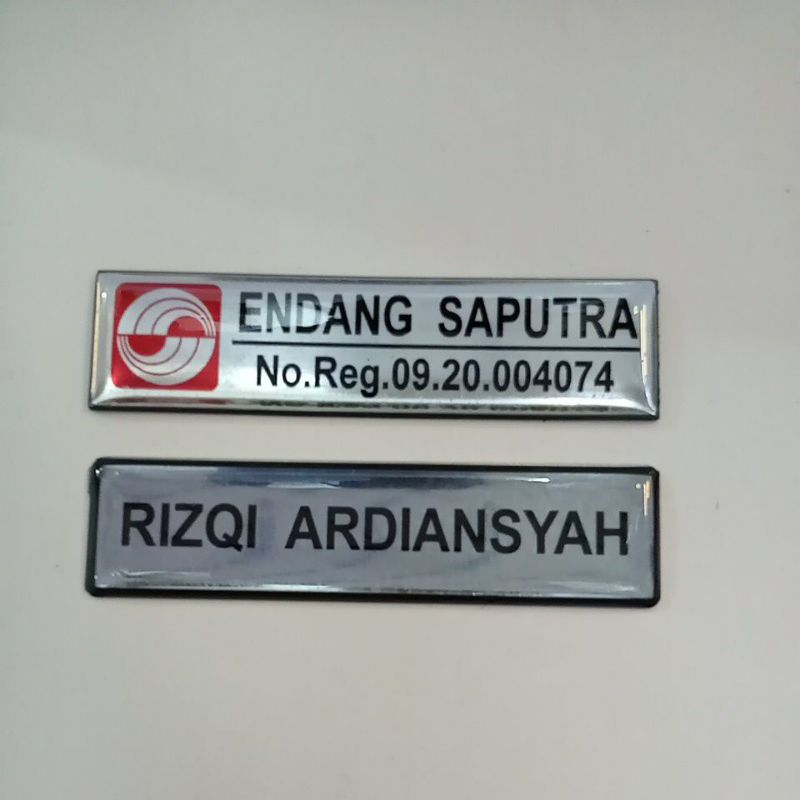 ENDANG SAPUTRA
No.Reg.09.20.004074
RIZQI ARDIANSYAH